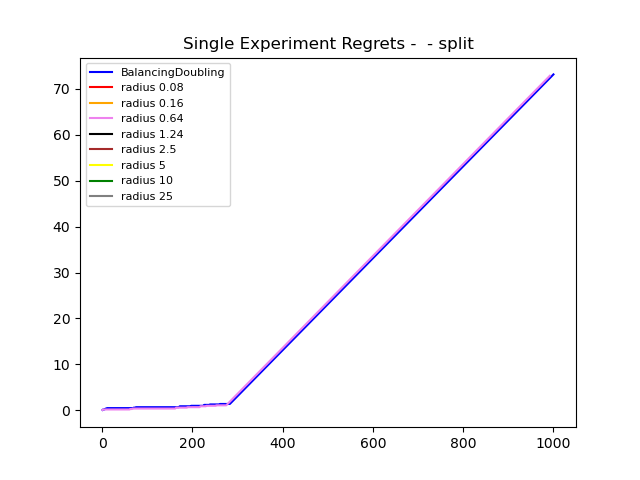 Single Experiment Regrets -  - split
BalancingDoubling
radius 0.08
radius 0.16
radius 0.64
radius 1.24
radius 2.5
radius 5
radius 10
radius 25
70
60
50
40
30
20
10
0
0 200 400 600 800 1000